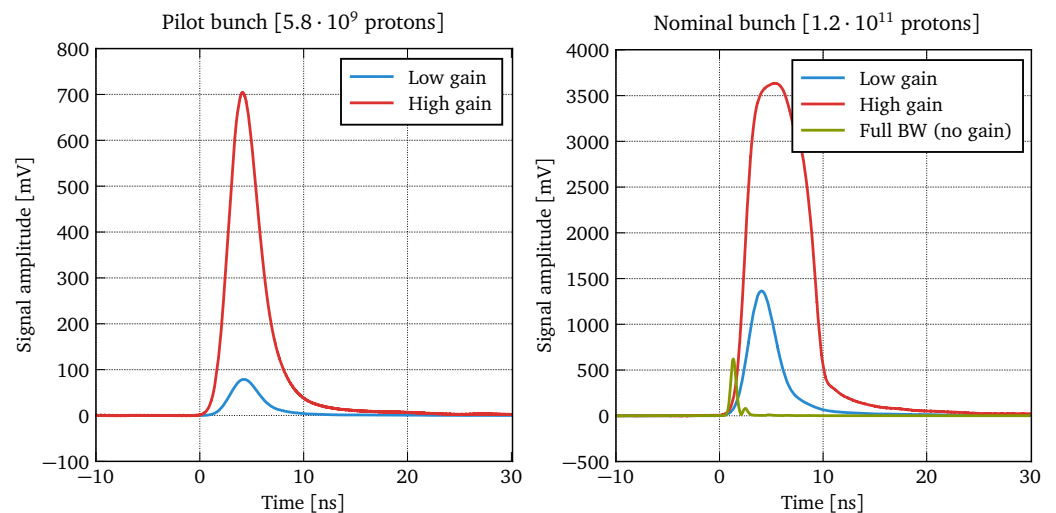 Pilot bunch [5.8 · 10⁹ protons]
800
700
600
500
400
300
200
100
0
−100
Signal amplitude [mV]
Low gain
High gain
−10
0
10
20
30
Time [ns]
Nominal bunch [1.2 · 10¹¹ protons]
4000
3500
3000
2500
2000
1500
1000
500
0
−500
Signal amplitude [mV]
Low gain
High gain
Full BW (no gain)
−10
0
10
20
30
Time [ns]